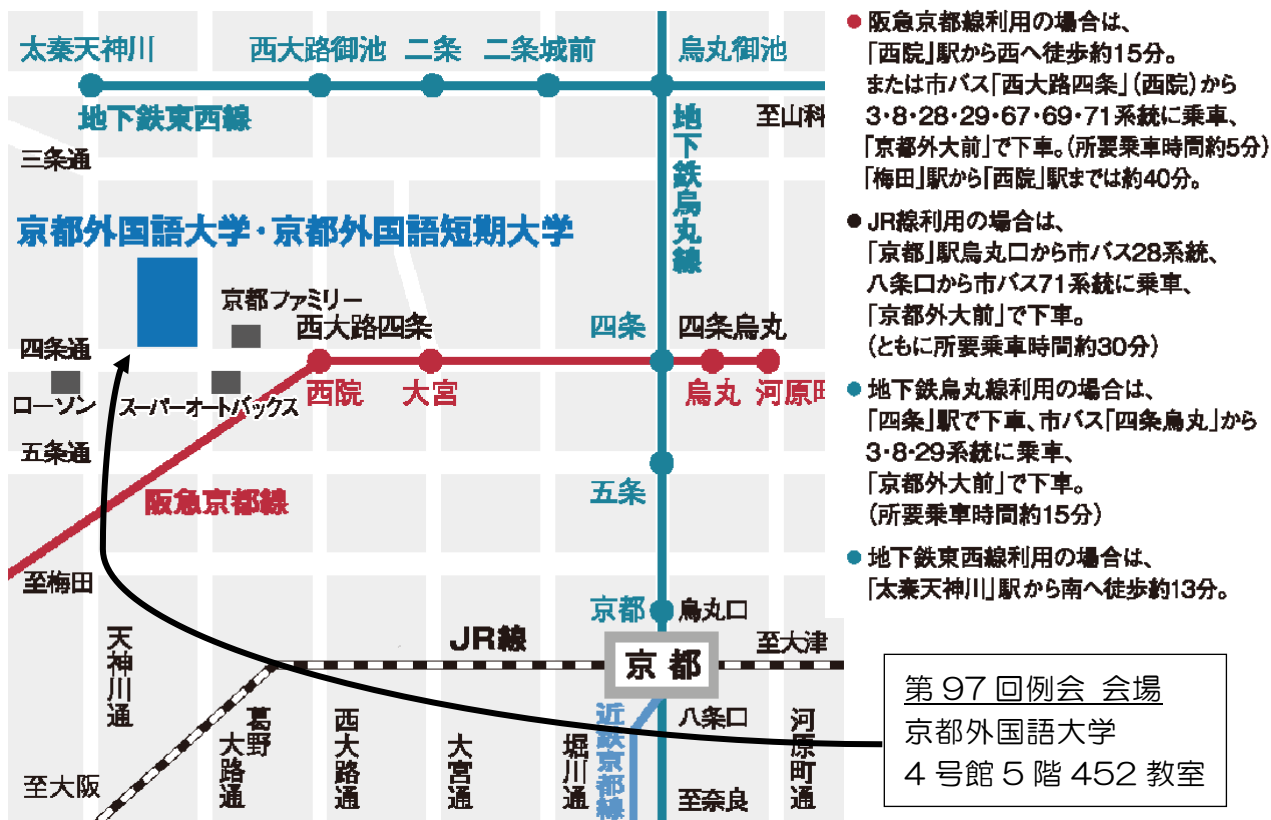 太秦天神川
西大路御池
二条
二条城前
烏丸御池
地下鉄東西線
至山科
地下鉄烏丸線
三条通
京都外国語大学・京都外国語短期大学
京都ファミリー
西大路四条
四条
四条烏丸
四条通
西院
大宮
烏丸
河原町
ローソン
スーパーオートバックス
五条通
五条
阪急京都線
至梅田
京都
烏丸口
JR線
至大津
京都
天神川通
葛野大路通
西大路通
大宮通
堀川通
近鉄京都線
八条口
河原町通
至大阪
至奈良
● 阪急京都線利用の場合は、
「西院」駅から西へ徒歩約15分。
または市バス「西大路四条」(西院)から
3・8・28・29・67・69・71系統に乗車、
「京都外大前」で下車。(所要乗車時間約5分)
「梅田」駅から「西院」駅までは約40分。
● JR線利用の場合は、
「京都」駅烏丸口から市バス28系統、
八条口から市バス71系統に乗車、
「京都外大前」で下車。
(ともに所要乗車時間約30分)
● 地下鉄烏丸線利用の場合は、
「四条」駅で下車、市バス「四条烏丸」から
3・8・29系統に乗車、
「京都外大前」で下車。
(所要乗車時間約15分)
● 地下鉄東西線利用の場合は、
「太秦天神川」駅から南へ徒歩約13分。
第97回例会 会場
京都外国語大学
4号館5階452教室